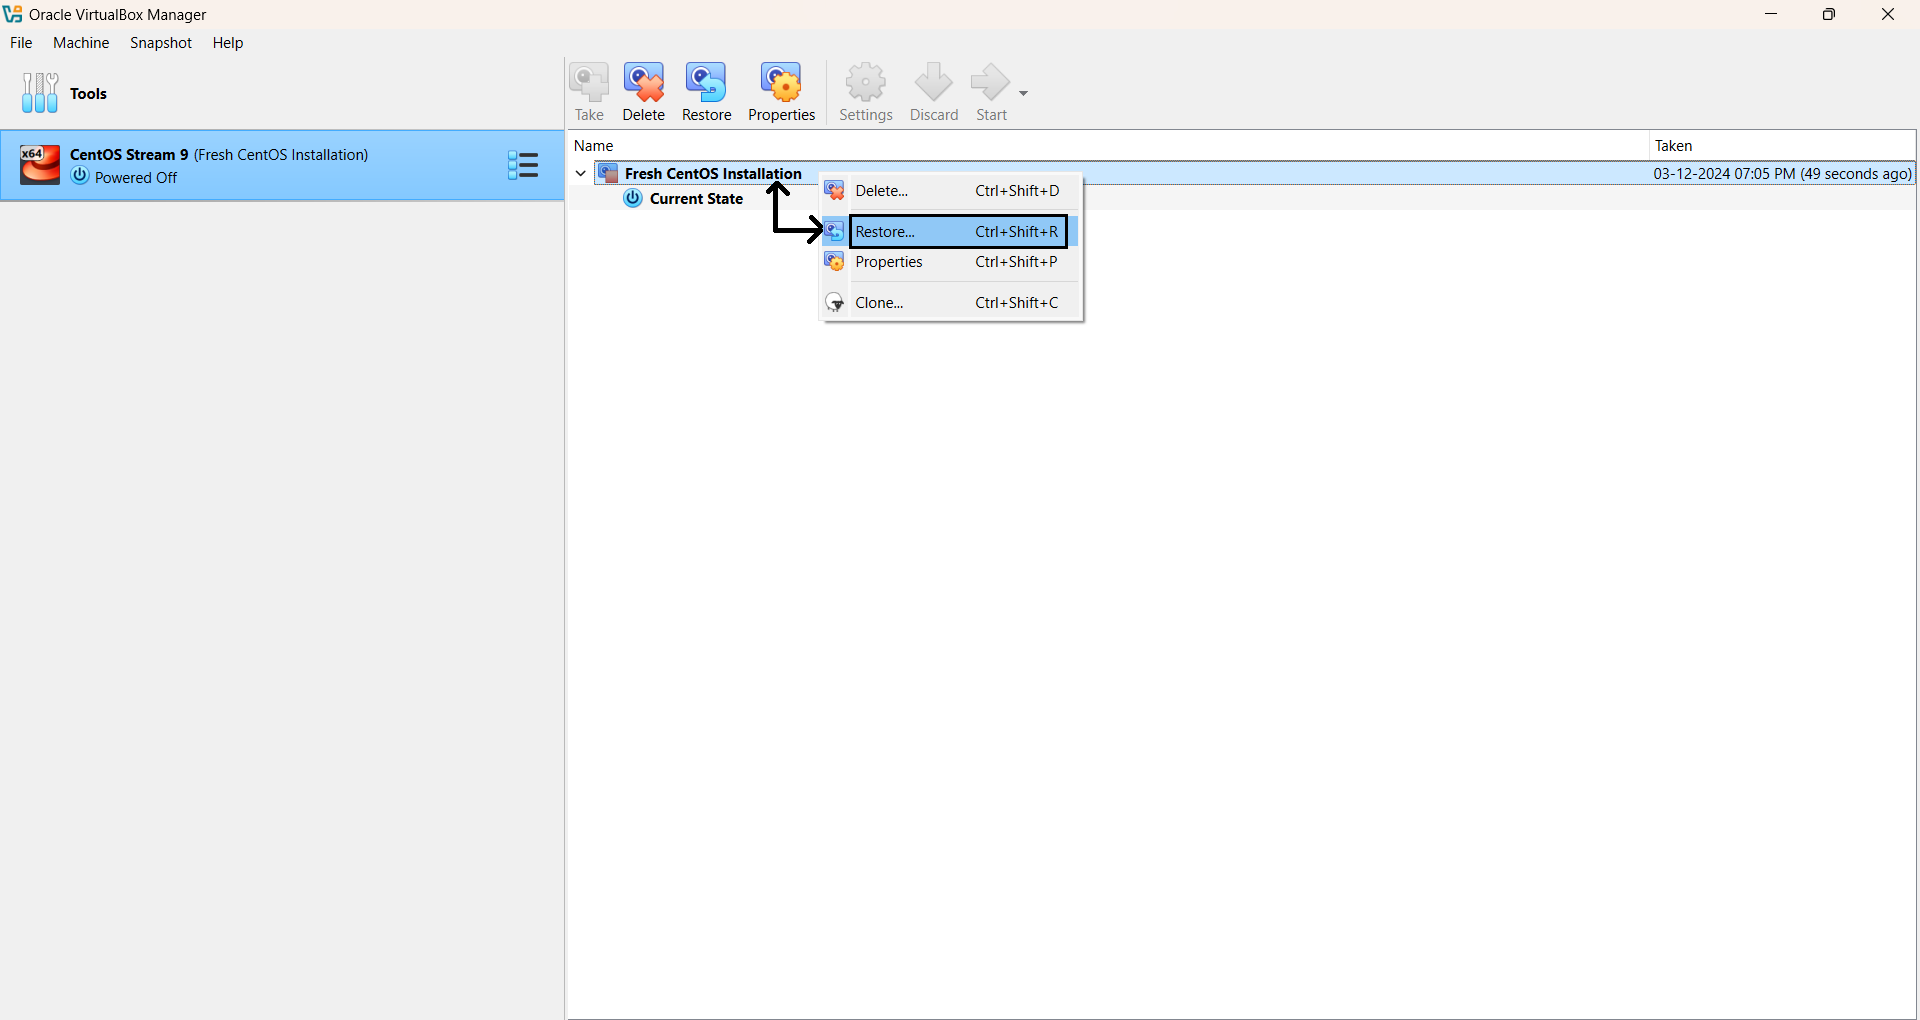 Oracle VirtualBox Manager
File Machine Snapshot Help
Tools
Take Delete Restore Properties Settings Discard Start
x64
CentOS Stream 9 (Fresh CentOS Installation)
Powered Off
Name Taken
Fresh CentOS Installation 03-12-2024 07:05 PM (49 seconds ago)
Current State
Delete... Ctrl+Shift+D
Restore... Ctrl+Shift+R
Properties Ctrl+Shift+P
Clone... Ctrl+Shift+C